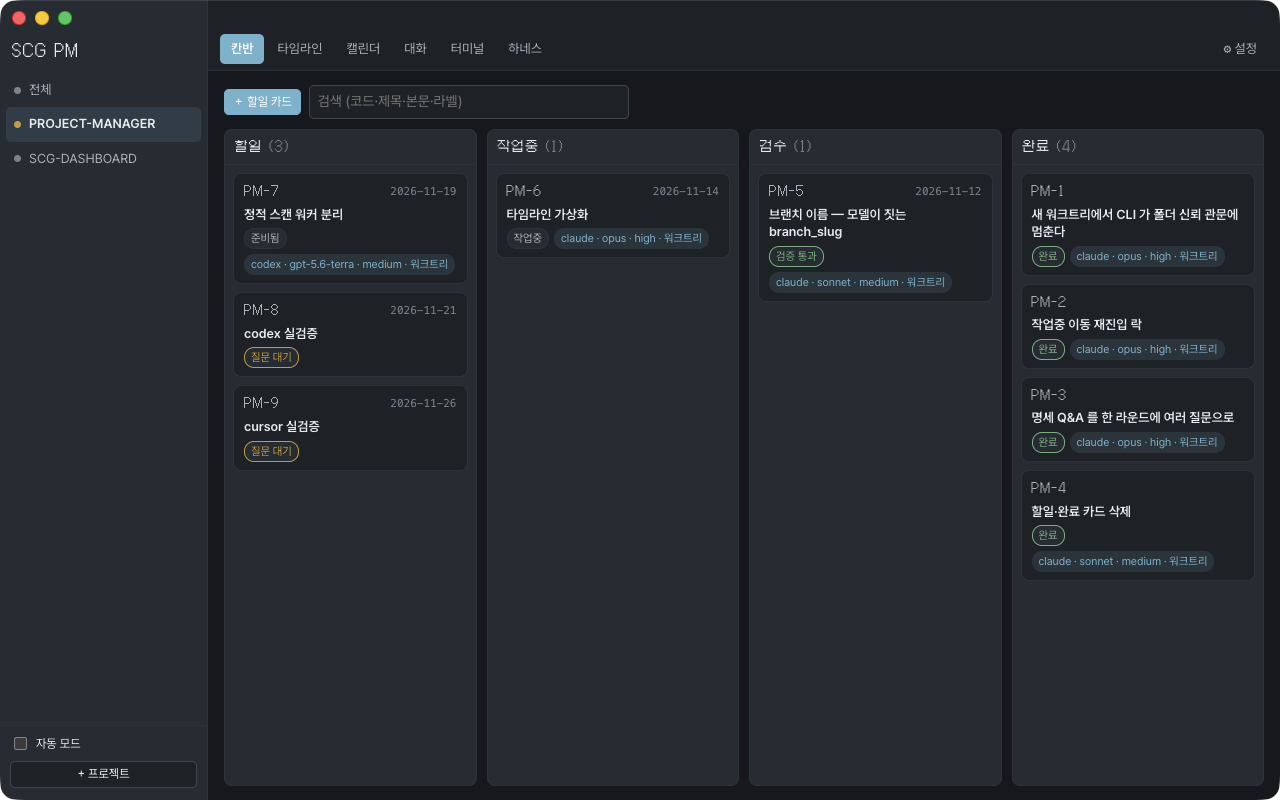 SCG PM
전체
PROJECT-MANAGER
SCG-DASHBOARD
자동 모드
+ 프로젝트
칸반
타임라인
캘린더
대화
터미널
하네스
⚙ 설정
+ 할일 카드
검색 (코드·제목·본문·라벨)
할일 (3)
PM-7
2026-11-19
정적 스캔 워커 분리
준비됨
codex · gpt-5.6-terra · medium · 워크트리
PM-8
2026-11-21
codex 실검증
질문 대기
PM-9
2026-11-26
cursor 실검증
질문 대기
작업중 (1)
PM-6
2026-11-14
타임라인 가상화
작업중
claude · opus · high · 워크트리
검수 (1)
PM-5
2026-11-12
브랜치 이름 — 모델이 짓는
branch_slug
검증 통과
claude · sonnet · medium · 워크트리
완료 (4)
PM-1
새 워크트리에서 CLI 가 폴더 신뢰 관문에
멈춘다
완료
claude · opus · high · 워크트리
PM-2
작업중 이동 재진입 락
완료
claude · opus · high · 워크트리
PM-3
명세 Q&A 를 한 라운드에 여러 질문으로
완료
claude · opus · high · 워크트리
PM-4
할일·완료 카드 삭제
완료
claude · sonnet · medium · 워크트리